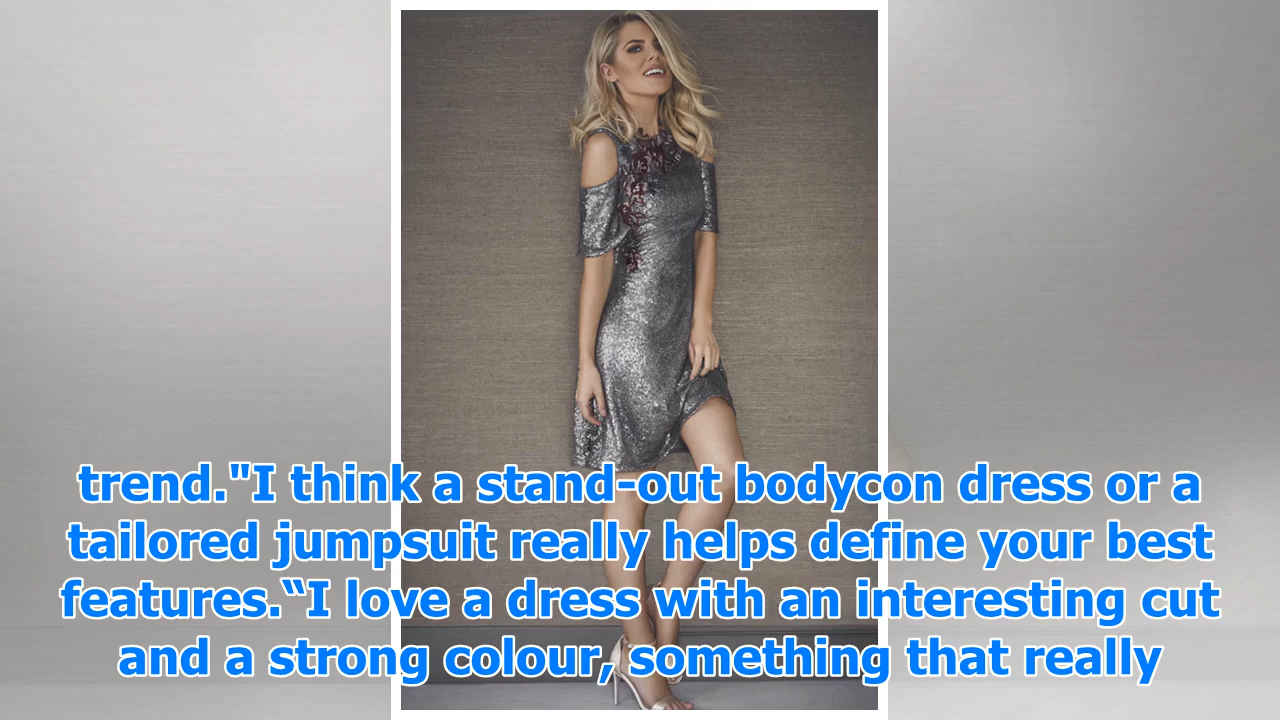 trend."I think a stand-out bodycon dress or a
tailored jumpsuit really helps define your best
features.“I love a dress with an interesting cut
and a strong colour, something that really